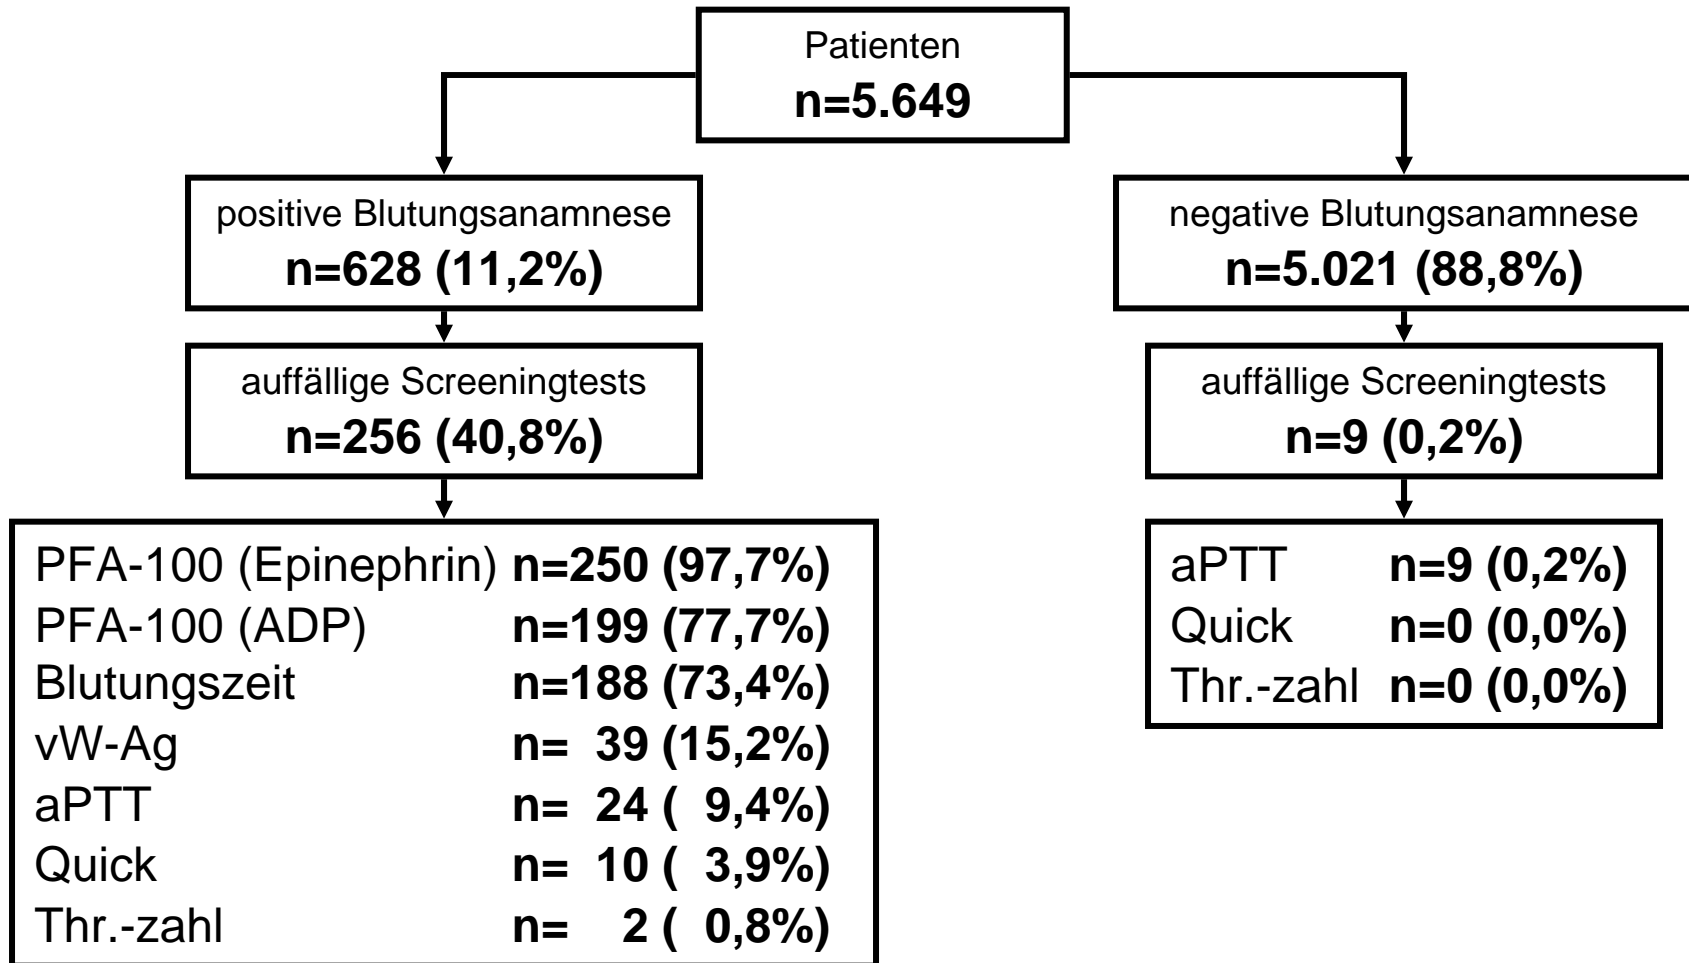 Patienten
n=5.649
positive Blutungsanamnese
n=628 (11,2%)
negative Blutungsanamnese
n=5.021 (88,8%)
auffällige Screeningtests
n=256 (40,8%)
auffällige Screeningtests
n=9 (0,2%)
PFA-100 (Epinephrin) n=250 (97,7%)
PFA-100 (ADP) n=199 (77,7%)
Blutungszeit n=188 (73,4%)
vW-Ag n= 39 (15,2%)
aPTT n= 24 ( 9,4%)
Quick n= 10 ( 3,9%)
Thr.-zahl n= 2 ( 0,8%)
aPTT n=9 (0,2%)
Quick n=0 (0,0%)
Thr.-zahl n=0 (0,0%)